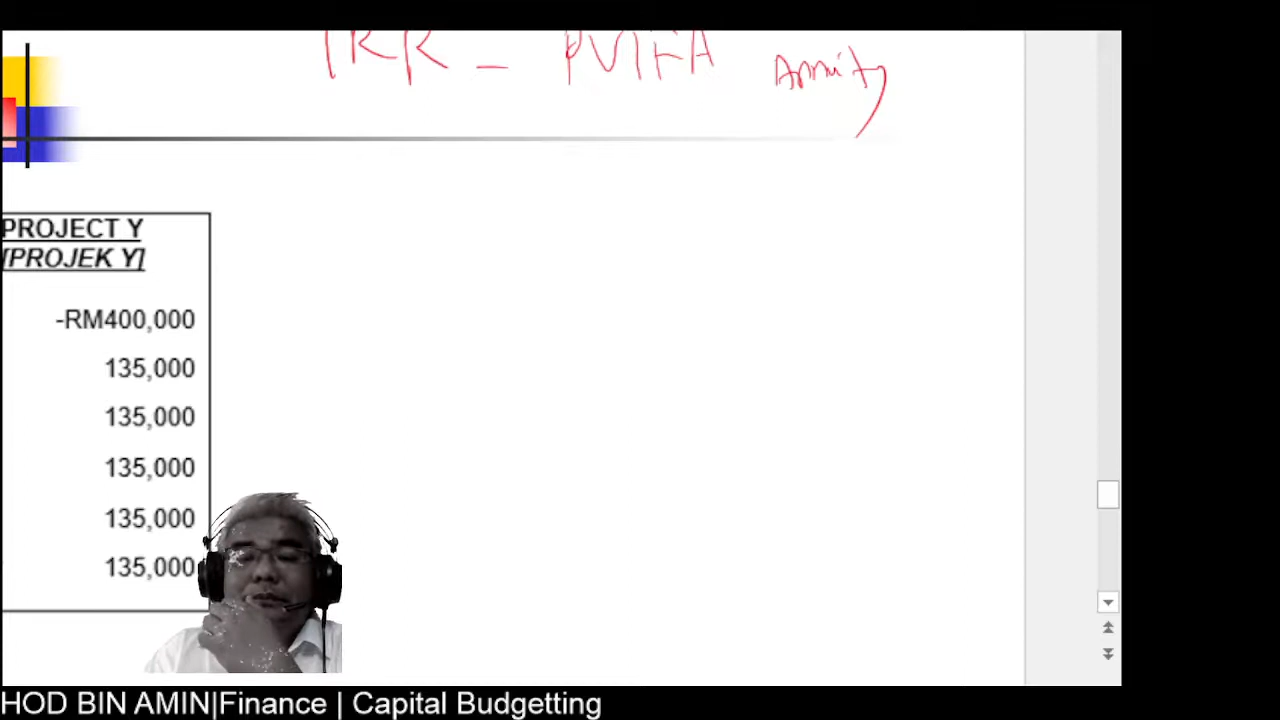 IRR - PVIFA Annuity
PROJECT Y
[PROJEK Y]
-RM400,000
135,000
135,000
135,000
135,000
135,000
HOD BIN AMIN|Finance | Capital Budgetting